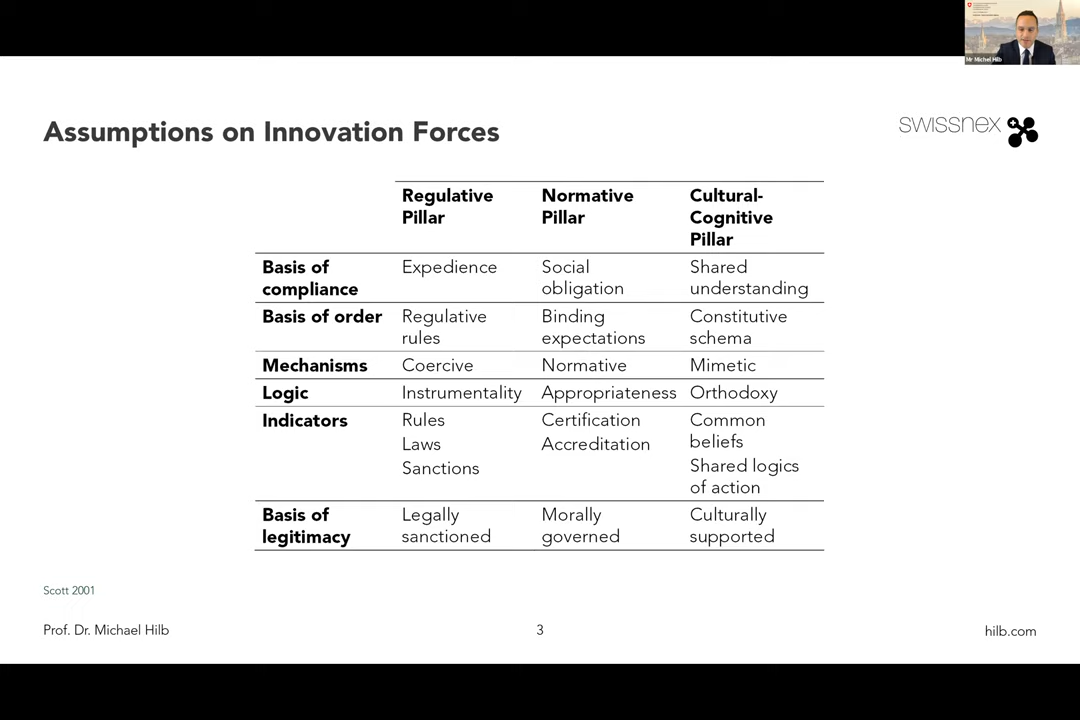 Mr Michel Hilb
Assumptions on Innovation Forces
swissnex
Regulative Pillar Normative Pillar Cultural-Cognitive Pillar
Basis of compliance Expedience Social obligation Shared understanding
Basis of order Regulative rules Binding expectations Constitutive schema
Mechanisms Coercive Normative Mimetic
Logic Instrumentality Appropriateness Orthodoxy
Indicators Rules Certification Common beliefs
Laws Accreditation
Sanctions Shared logics of action
Basis of legitimacy Legally sanctioned Morally governed Culturally supported
Scott 2001
Prof. Dr. Michael Hilb 3 hilb.com